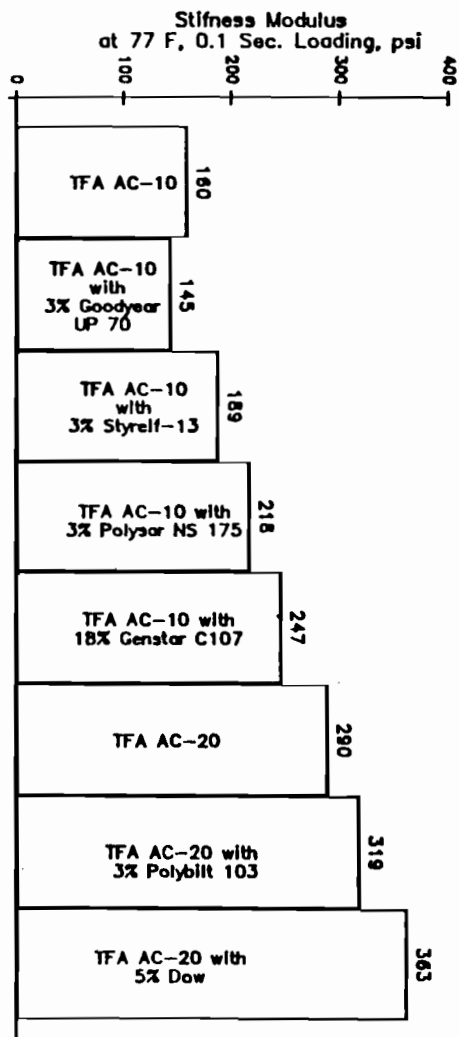 Stifness Modulus
at 77 F, 0.1 Sec. Loading, psi
0
100
200
300
400
TFA AC-10
160
TFA AC-10
with
3% Goodyear
UP 70
145
TFA AC-10
with
3% Styrelf-13
189
TFA AC-10 with
3% Polysar NS 175
218
TFA AC-10 with
18% Genstar C107
247
TFA AC-20
290
TFA AC-20 with
3% Polybilt 103
319
TFA AC-20 with
5% Dow
363